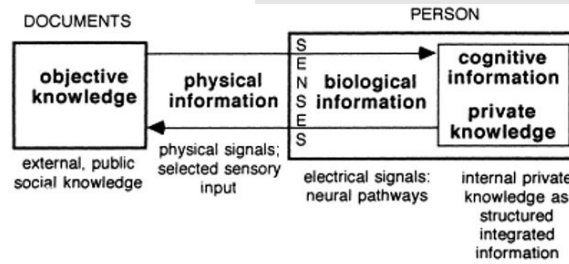 DOCUMENTS
PERSON
objective
knowledge
physical
information
SENSES
biological
information
cognitive
information
private
knowledge
external, public
social knowledge
physical signals;
selected sensory
input
electrical signals:
neural pathways
internal private
knowledge as
structured
integrated
information